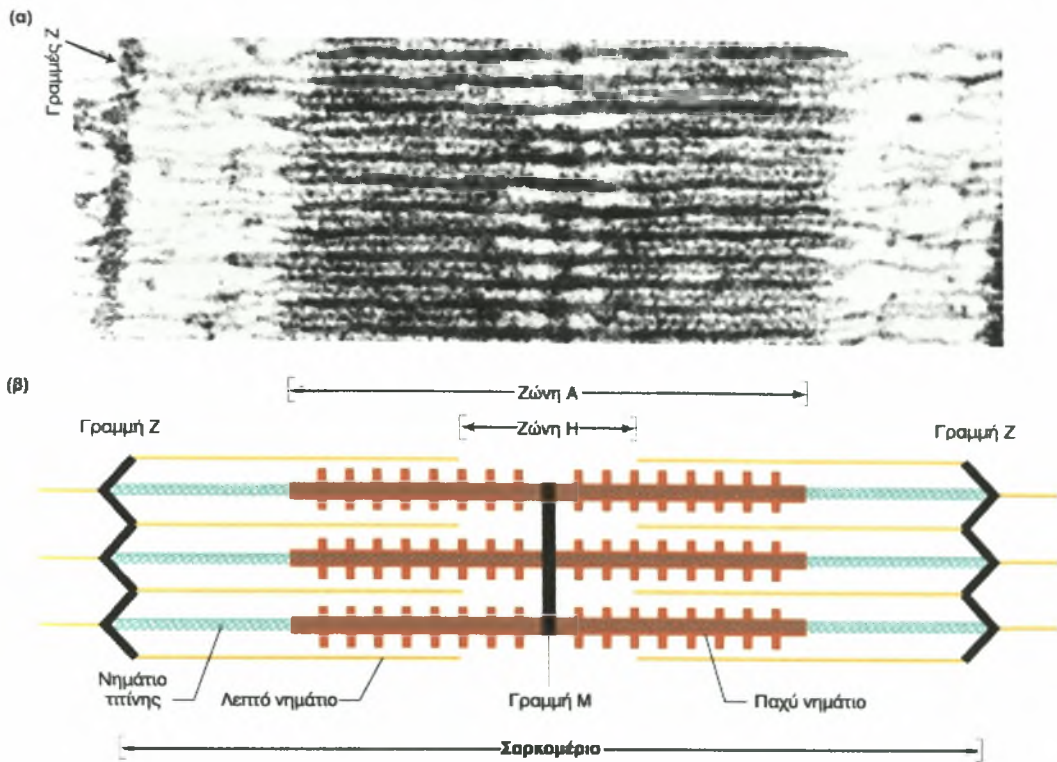 (α)
Γραμμές Ζ
(β)
Ζώνη Α
Γραμμή Ζ
Ζώνη Η
Γραμμή Ζ
Νημάτιο
τιτίνης
Λεπτό νημάτιο
Γραμμή Μ
Παχύ νημάτιο
Σαρκομέριο